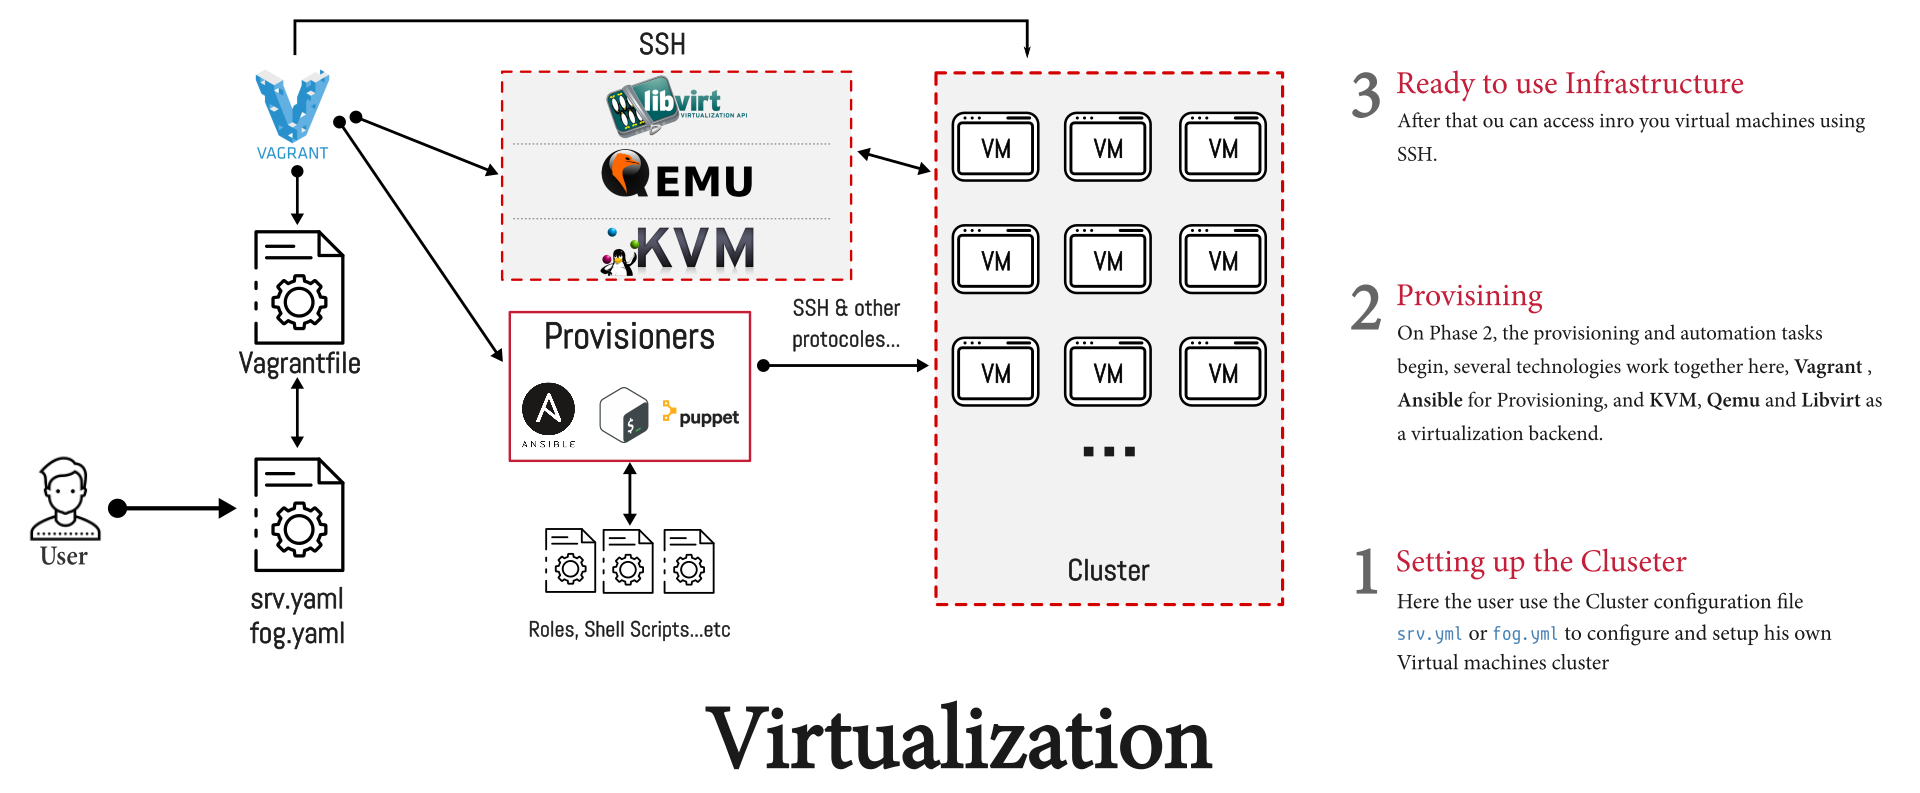 SSH
VAGRANT
libvirt
VIRTUALIZATION API
QEMU
KVM
Vagrantfile
User
srv.yaml
fog.yaml
Provisioners
ANSIBLE
$_
puppet
SSH & other
protocoles...
Roles, Shell Scripts...etc
VM VM VM
VM VM VM
VM VM VM
...
Cluster
3 Ready to use Infrastructure
After that ou can access inro you virtual machines using
SSH.
2 Provisining
On Phase 2, the provisioning and automation tasks
begin, several technologies work together here, Vagrant ,
Ansible for Provisioning, and KVM, Qemu and Libvirt as
a virtualization backend.
1 Setting up the Cluseter
Here the user use the Cluster configuration file
srv.yml or fog.yml to configure and setup his own
Virtual machines cluster
Virtualization